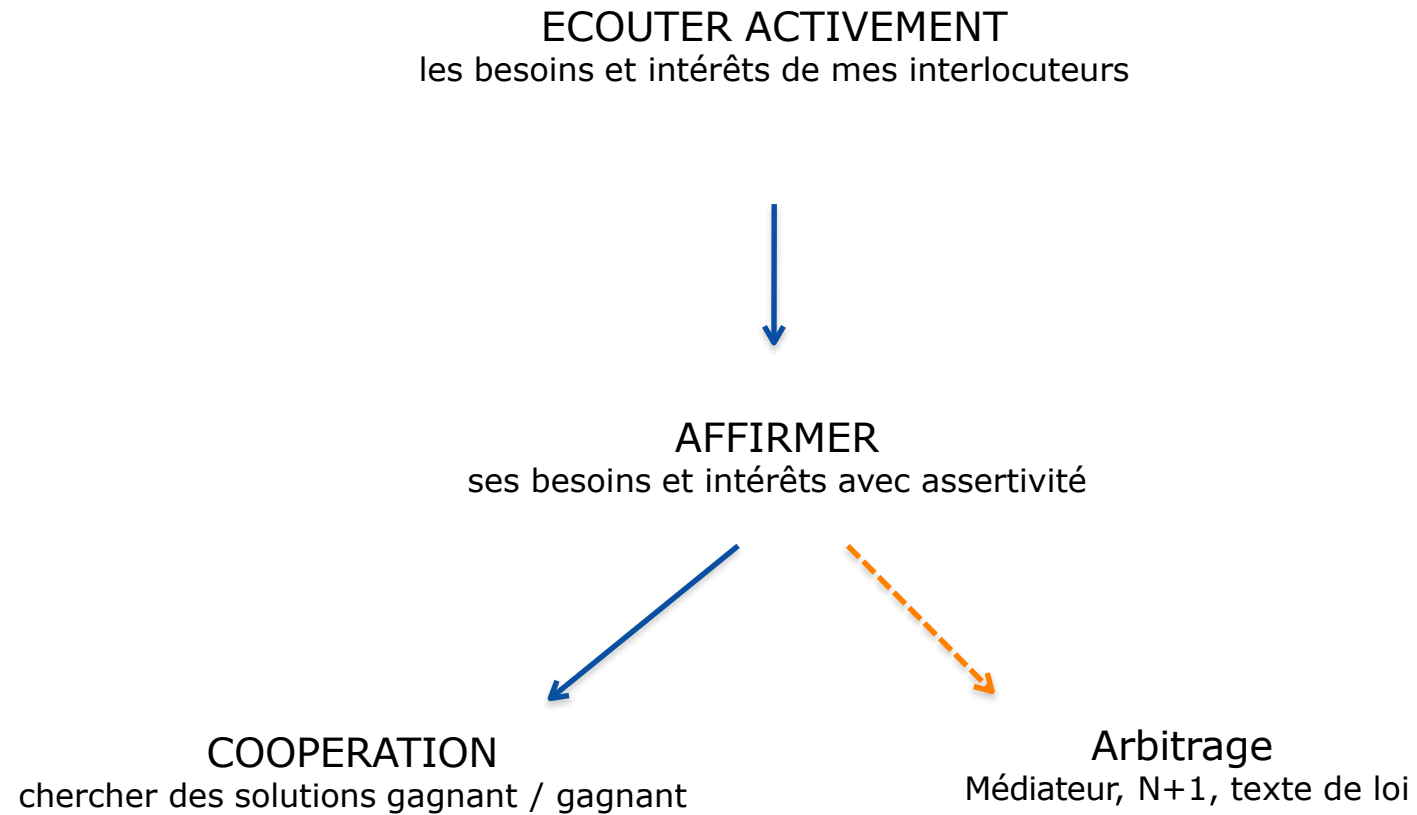 ECOUTER ACTIVEMENT
les besoins et intérêts de mes interlocuteurs
AFFIRMER
ses besoins et intérêts avec assertivité
COOPERATION
chercher des solutions gagnant / gagnant
Arbitrage
Médiateur, N+1, texte de loi